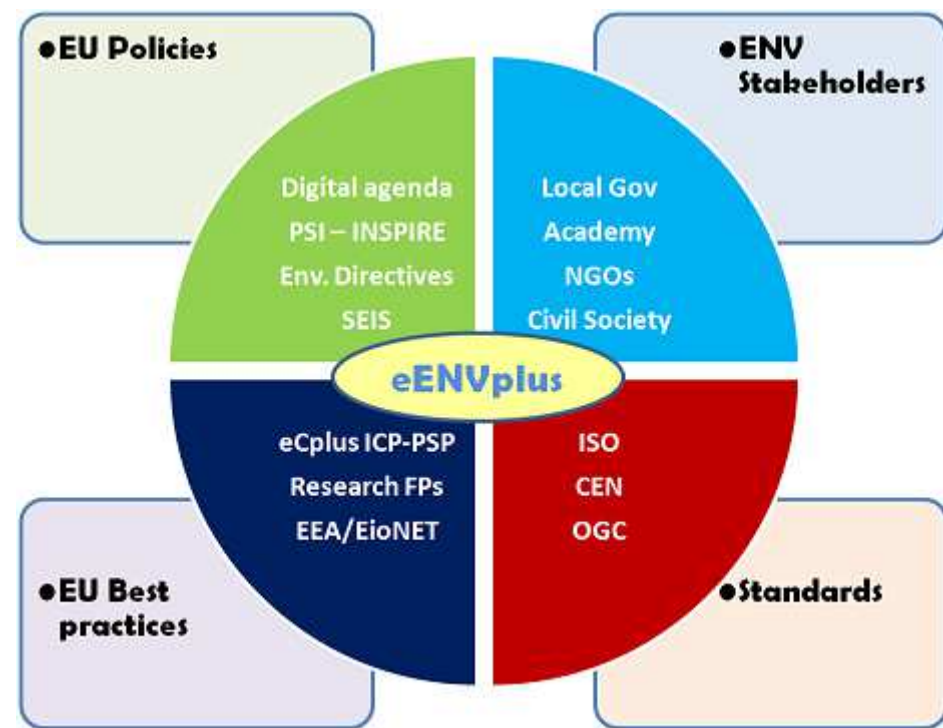 ●EU Policies
●ENV
Stakeholders
Digital agenda
PSI – INSPIRE
Env. Directives
SEIS
Local Gov
Academy
NGOs
Civil Society
eENVplus
eCplus ICP-PSP
Research FPs
EEA/EioNET
ISO
CEN
OGC
●EU Best
practices
●Standards